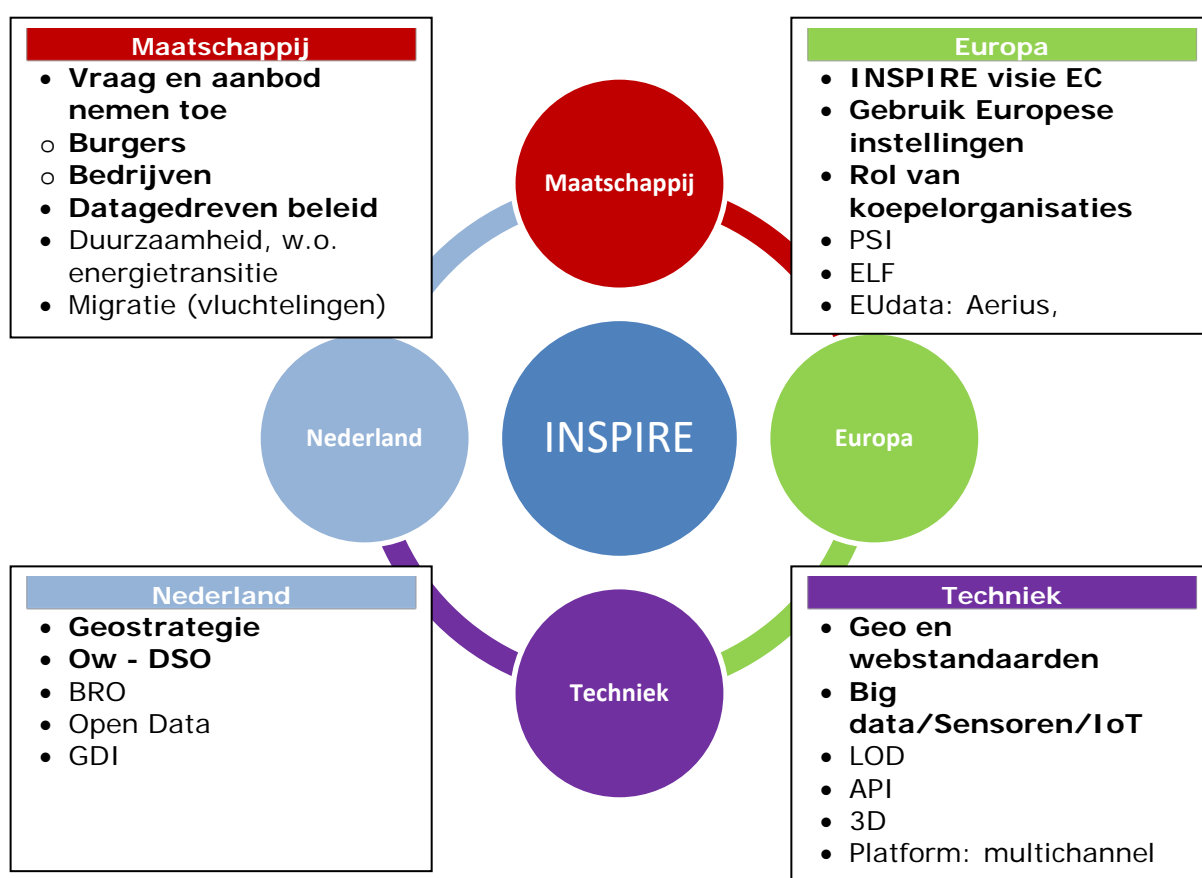 Maatschappij
• Vraag en aanbod
nemen toe
o Burgers
o Bedrijven
• Datagedreven beleid
• Duurzaamheid, w.o.
energietransitie
• Migratie (vluchtelingen)
Europa
• INSPIRE visie EC
• Gebruik Europese
instellingen
• Rol van
koepelorganisaties
• PSI
• ELF
• EUdata: Aerius,
Maatschappij
Nederland
INSPIRE
Europa
Techniek
Nederland
• Geostrategie
• Ow - DSO
• BRO
• Open Data
• GDI
Techniek
• Geo en
webstandaarden
• Big
data/Sensoren/IoT
• LOD
• API
• 3D
• Platform: multichannel